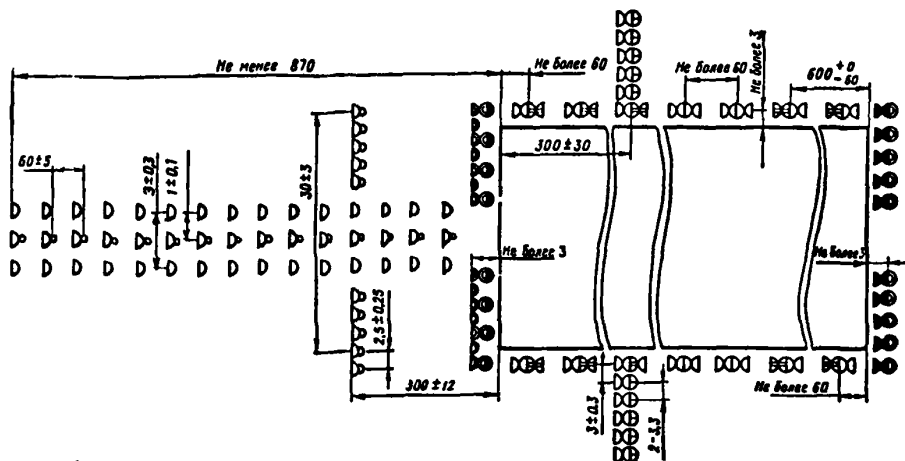 Не менее 870
Не более 60
Не более 3
Не более 60
600 +0 -60
60±5
3±0,3
1±0,1
30±3
300±30
Не более 3
Не более 3
2,5±0,25
300±12
3±0,3
2-3,3
Не более 60